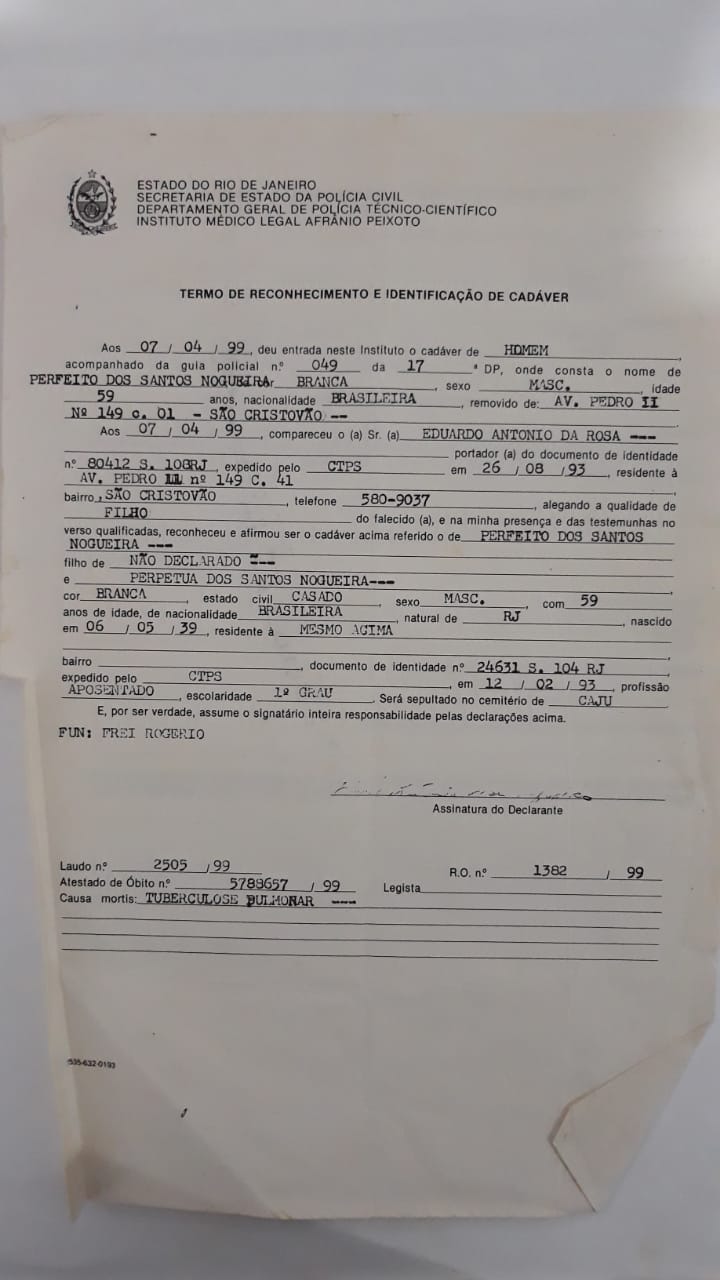 ESTADO DO RIO DE JANEIRO
SECRETARIA DE ESTADO DA POLÍCIA CIVIL
DEPARTAMENTO GERAL DE POLÍCIA TÉCNICO-CIENTÍFICO
INSTITUTO MÉDICO LEGAL AFRÂNIO PEIXOTO
TERMO DE RECONHECIMENTO E IDENTIFICAÇÃO DE CADÁVER
Aos 07 / 04 / 99, deu entrada neste Instituto o cadáver de HOMEM,
acompanhado da guia policial n.º 049 da 17 ª DP, onde consta o nome de
PERFEITO DOS SANTOS NOGUEIRA, cor BRANCA, sexo MASC., idade
59 anos, nacionalidade BRASILEIRA, removido de: AV. PEDRO II
Nº 149 c. 01 - SÃO CRISTOVÃO --
Aos 07 / 04 / 99, compareceu o (a) Sr. (a) EDUARDO ANTONIO DA ROSA ---
portador (a) do documento de identidade
n.º 80412 S. 108RJ, expedido pelo CTPS em 26 / 08 / 93, residente à
AV. PEDRO II nº 149 C. 41
bairro, SÃO CRISTOVÃO, telefone 580-9037, alegando a qualidade de
FILHO do falecido (a), e na minha presença e das testemunhas no
verso qualificadas, reconheceu e afirmou ser o cadáver acima referido o de PERFEITO DOS SANTOS
NOGUEIRA ---
filho de NÃO DECLARADO ---
e PERPETUA DOS SANTOS NOGUEIRA---
cor BRANCA, estado civil CASADO, sexo MASC., com 59
anos de idade, de nacionalidade BRASILEIRA, natural de RJ, nascido
em 06 / 05 / 39, residente à MESMO ACIMA
bairro, documento de identidade n.º 24631 S. 104 RJ
expedido pelo CTPS, em 12 / 02 / 93, profissão
APOSENTADO, escolaridade 1º GRAU. Será sepultado no cemitério de CAJU
E, por ser verdade, assume o signatário inteira responsabilidade pelas declarações acima.
FUN: FREI ROGERIO
Assinatura do Declarante
Laudo n.º 2505 /99 R.O. n.º 1382 / 99
Atestado de Óbito n.º 5789657 / 99 Legista
Causa mortis: TUBERCULOSE PULMONAR ---
535-632-0193